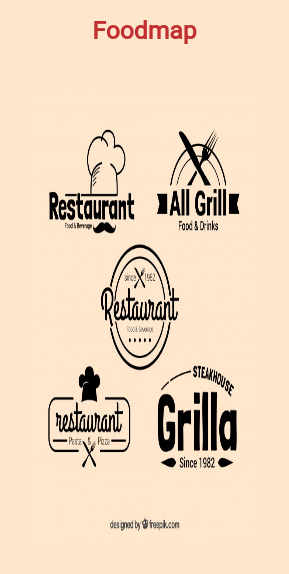 Foodmap
Restaurant
Food & Beverage
All Grill
Food & Drinks
since 1982
Restaurant
Food & Beverage
restaurant
Pasta & Pizza
STEAKHOUSE
Grilla
Since 1982
designed by freepik.com